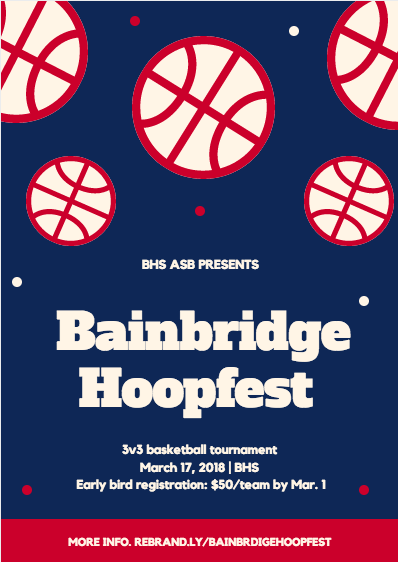 BHS ASB PRESENTS
Bainbridge
Hoopfest
3v3 basketball tournament
March 17, 2018 | BHS
Early bird registration: $50/team by Mar. 1
MORE INFO. REBRAND.LY/BAINBRDIGEHOOPFEST